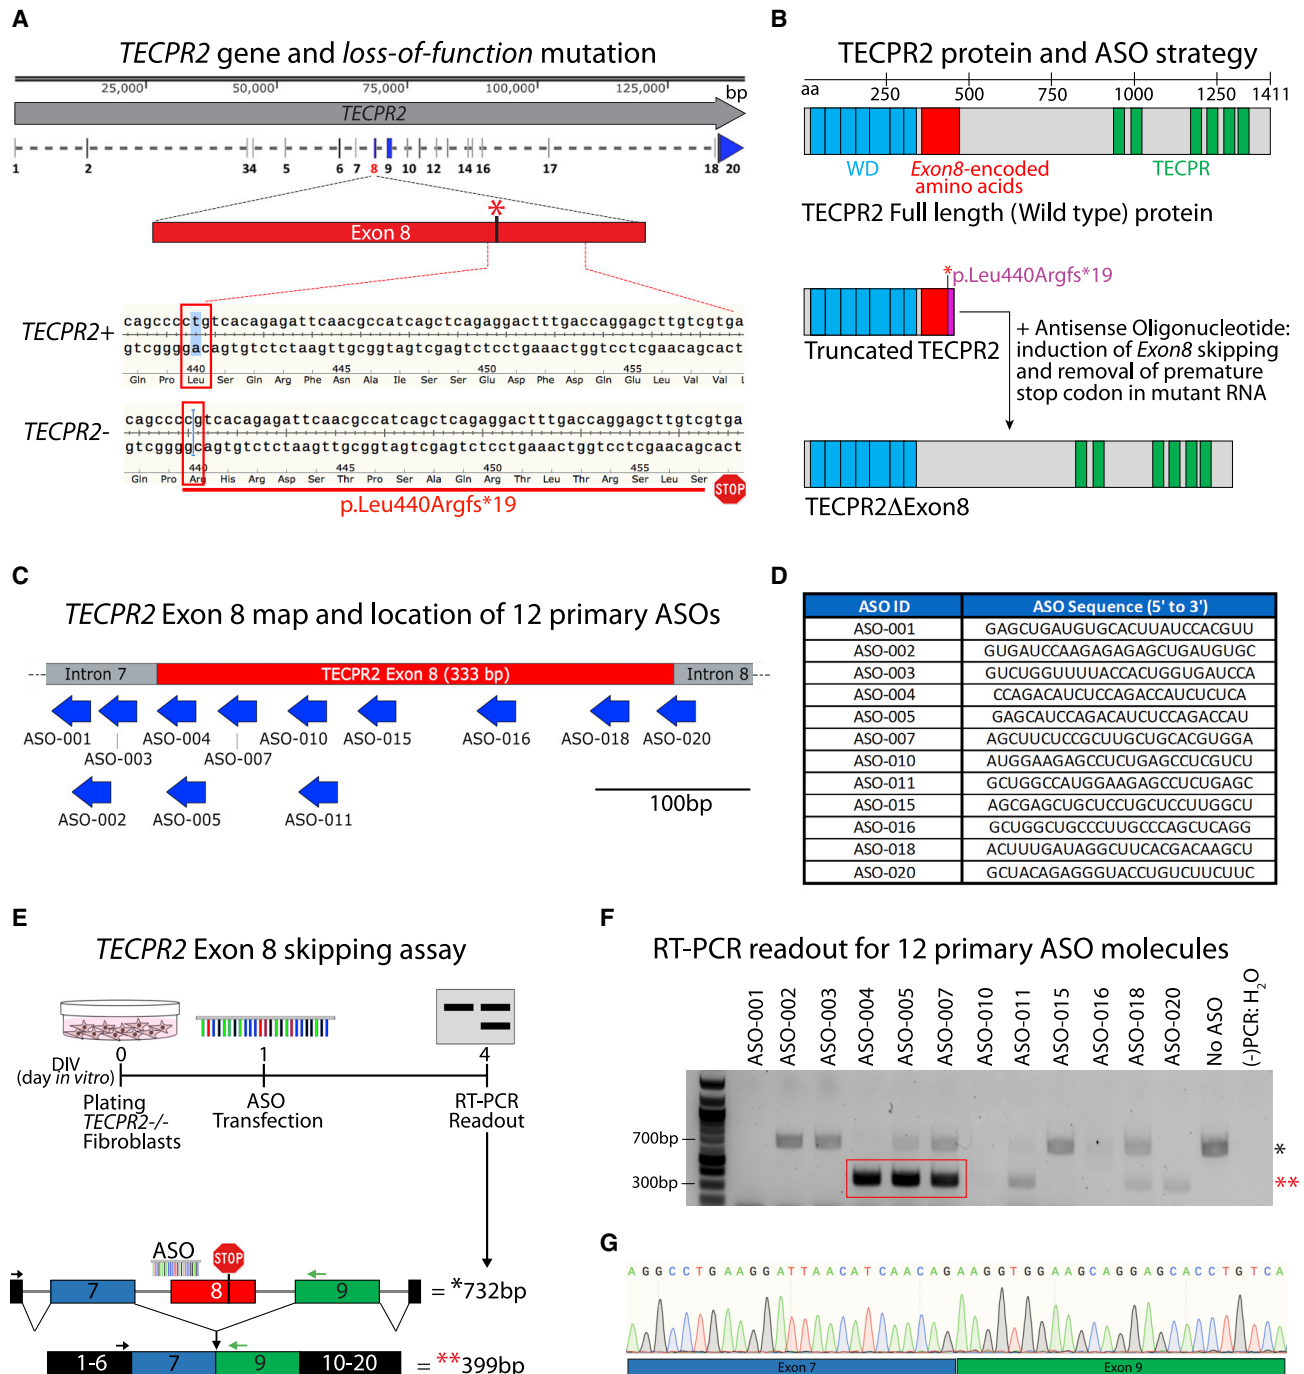 A
TECPR2 gene and loss-of-function mutation
25,000 50,000 75,000 100,000 125,000 bp
TECPR2
1 2 34 5 6 7 8 9 10 12 14 16 17 18 20
*
Exon 8
TECPR2+
cagcccctgtcacagagattcaacgccatcagctcagaggactttgaccaggagcttgtcgtga
gtcggggacagtgtctctaagttgcggtagtcgagtctcctgaaactggtcctcgaacagcact
440 445 450 455
Gln Pro Leu Ser Gln Arg Phe Asn Ala Ile Ser Ser Glu Asp Phe Asp Gln Glu Leu Val Val L
TECPR2-
cagccccgtcacagagattcaacgccatcagctcagaggactttgaccaggagcttgtcgtga
gtcggggcagtgtctctaagttgcggtagtcgagtctcctgaaactggtcctcgaacagcact
440 445 450 455
Gln Pro Arg His Arg Asp Ser Thr Pro Ser Ala Gln Arg Thr Leu Thr Arg Ser Leu Ser
STOP
p.Leu440Argfs*19
B
TECPR2 protein and ASO strategy
aa 250 500 750 1000 1250 1411
WD Exon8-encoded TECPR
amino acids
TECPR2 Full length (Wild type) protein
*p.Leu440Argfs*19
Truncated TECPR2
+ Antisense Oligonucleotide:
induction of Exon8 skipping
and removal of premature
stop codon in mutant RNA
TECPR2ΔExon8
C
TECPR2 Exon 8 map and location of 12 primary ASOs
Intron 7 TECPR2 Exon 8 (333 bp) Intron 8
ASO-001 ASO-004 ASO-010 ASO-015 ASO-016 ASO-018 ASO-020
ASO-003 ASO-007
ASO-002 ASO-005 ASO-011
100bp
D
ASO ID ASO Sequence (5' to 3')
ASO-001 GAGCUGAUGUGCACUUAUCCACGUU
ASO-002 GUGAUCCAAGAGAGAGCUGAUGUGC
ASO-003 GUCUGGUUUUACCACUGGUGAUCCA
ASO-004 CCAGACAUCUCCAGACCAUCUCUCA
ASO-005 GAGCAUCCAGACAUCUCCAGACCAU
ASO-007 AGCUUCUCCGCUUGCUGCACGUGGA
ASO-010 AUGGAAGAGCCUCUGAGCCUCGUCU
ASO-011 GCUGGCCAUGGAAGAGCCUCUGAGC
ASO-015 AGCGAGCUGCUCCUGCUCCUUGGCU
ASO-016 GCUGGCUGCCCUUGCCCAGCUCAGG
ASO-018 ACUUUGAUAGGCUUCACGACAAGCU
ASO-020 GCUACAGAGGGUACCUGUCUUCUUC
E
TECPR2 Exon 8 skipping assay
0 1 4
DIV
(day in vitro)
Plating
TECPR2-/-
Fibroblasts
ASO
Transfection
RT-PCR
Readout
ASO STOP
7 8 9 = *732bp
1-6 7 9 10-20 = **399bp
F
RT-PCR readout for 12 primary ASO molecules
ASO-001 ASO-002 ASO-003 ASO-004 ASO-005 ASO-007 ASO-010 ASO-011 ASO-015 ASO-016 ASO-018 ASO-020 No ASO (-)PCR: H2O
700bp *
300bp **
G
AGGCCTGAAGGATTAACATCAACAGAAGGTGGAAGCAGGAGCACCTGTCA
Exon 7 Exon 9